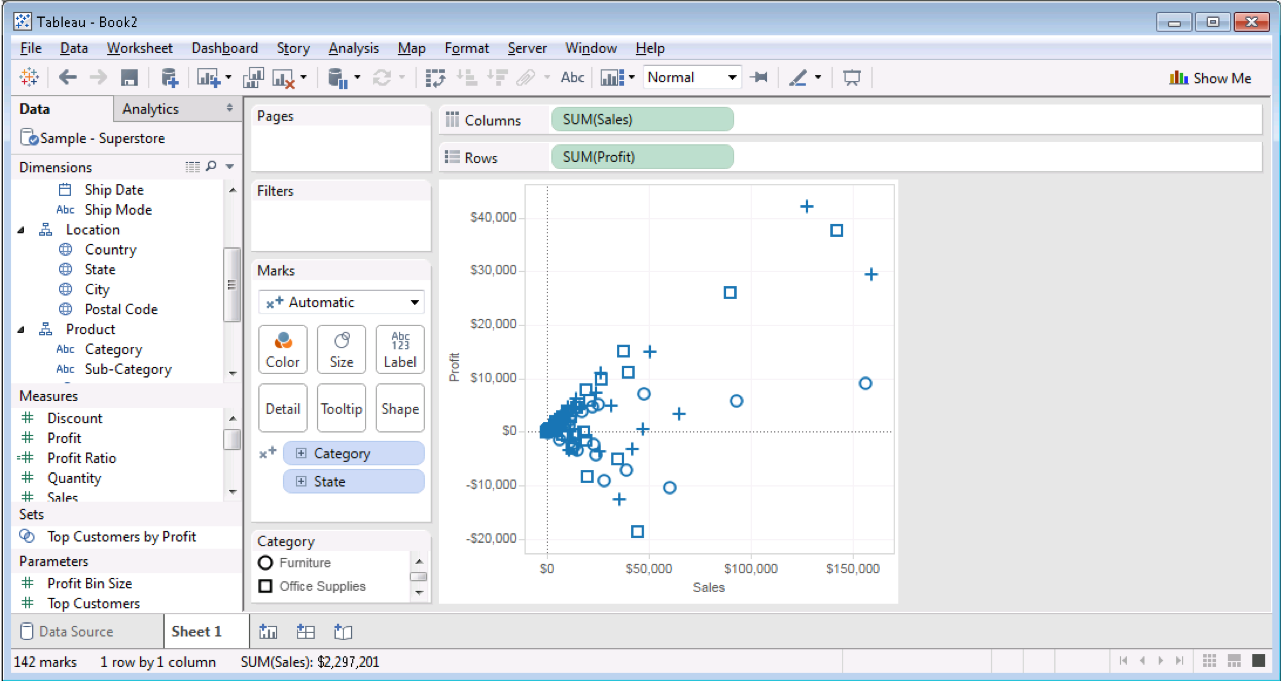 Tableau - Book2
File Data Worksheet Dashboard Story Analysis Map Format Server Window Help
Abc Normal Show Me
Data Analytics
Sample - Superstore
Dimensions
Ship Date
Abc Ship Mode
Location
Country
State
City
Postal Code
Product
Abc Category
Abc Sub-Category
Measures
# Discount
# Profit
=# Profit Ratio
# Quantity
# Sales
Sets
Top Customers by Profit
Parameters
# Profit Bin Size
# Top Customers
Pages
Filters
Marks
Automatic
Color Size Abc 123 Label
Detail Tooltip Shape
Category
State
Category
Furniture
Office Supplies
Columns SUM(Sales)
Rows SUM(Profit)
Profit
$40,000
$30,000
$20,000
$10,000
$0
-$10,000
-$20,000
$0 $50,000 $100,000 $150,000
Sales
Data Source Sheet 1
142 marks 1 row by 1 column SUM(Sales): $2,297,201